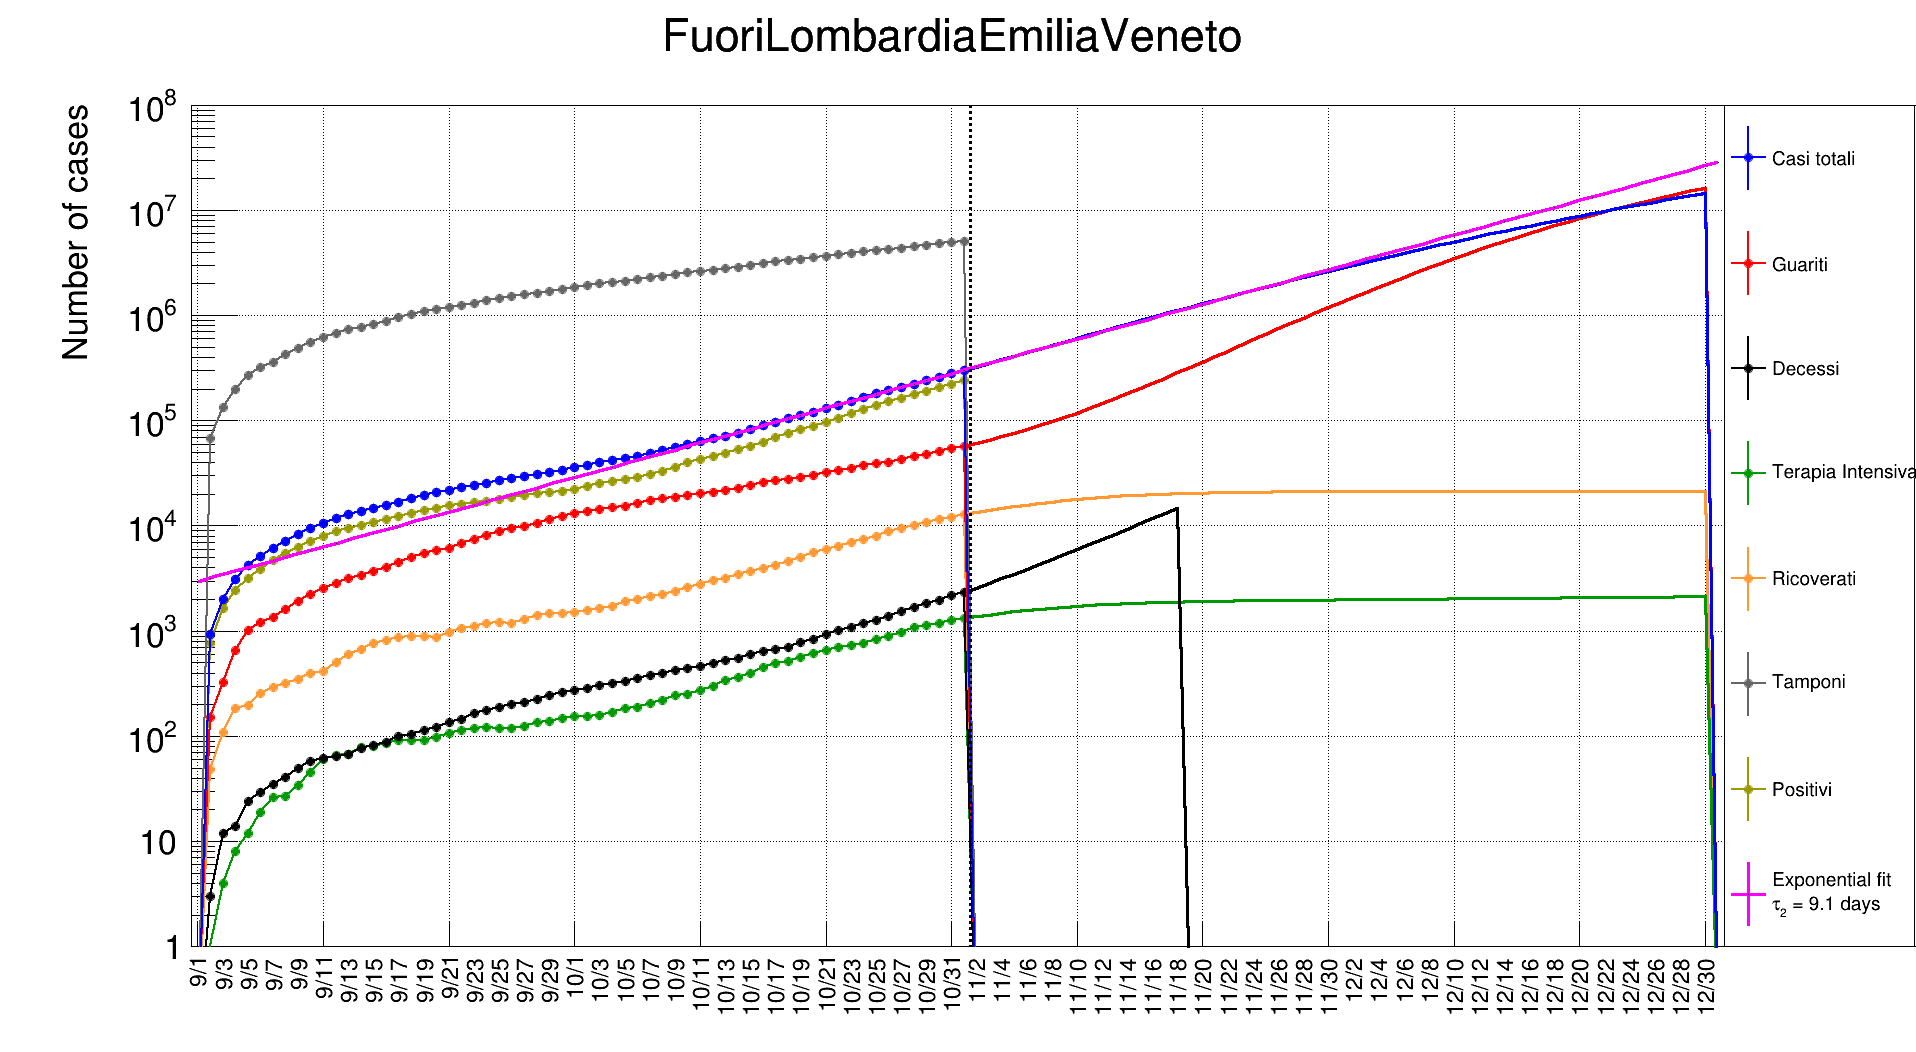 FuoriLombardiaEmiliaVeneto
Number of cases
10^8
10^7
10^6
10^5
10^4
10^3
10^2
10
1
9/1 9/3 9/5 9/7 9/9 9/11 9/13 9/15 9/17 9/19 9/21 9/23 9/25 9/27 9/29 10/1 10/3 10/5 10/7 10/9 10/11 10/13 10/15 10/17 10/19 10/21 10/23 10/25 10/27 10/29 10/31 11/2 11/4 11/6 11/8 11/10 11/12 11/14 11/16 11/18 11/20 11/22 11/24 11/26 11/28 11/30 12/2 12/4 12/6 12/8 12/10 12/12 12/14 12/16 12/18 12/20 12/22 12/24 12/26 12/28 12/30
Casi totali
Guariti
Decessi
Terapia Intensiva
Ricoverati
Tamponi
Positivi
Exponential fit
τ₂ = 9.1 days